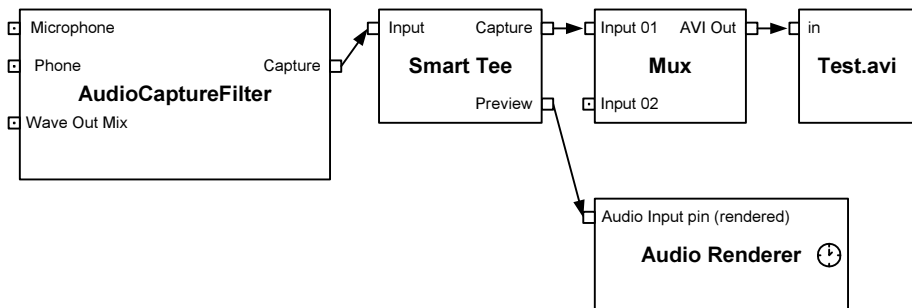 Microphone
Phone
Capture
AudioCaptureFilter
Wave Out Mix
Input
Capture
Smart Tee
Preview
Input 01
AVI Out
Mux
Input 02
in
Test.avi
Audio Input pin (rendered)
Audio Renderer